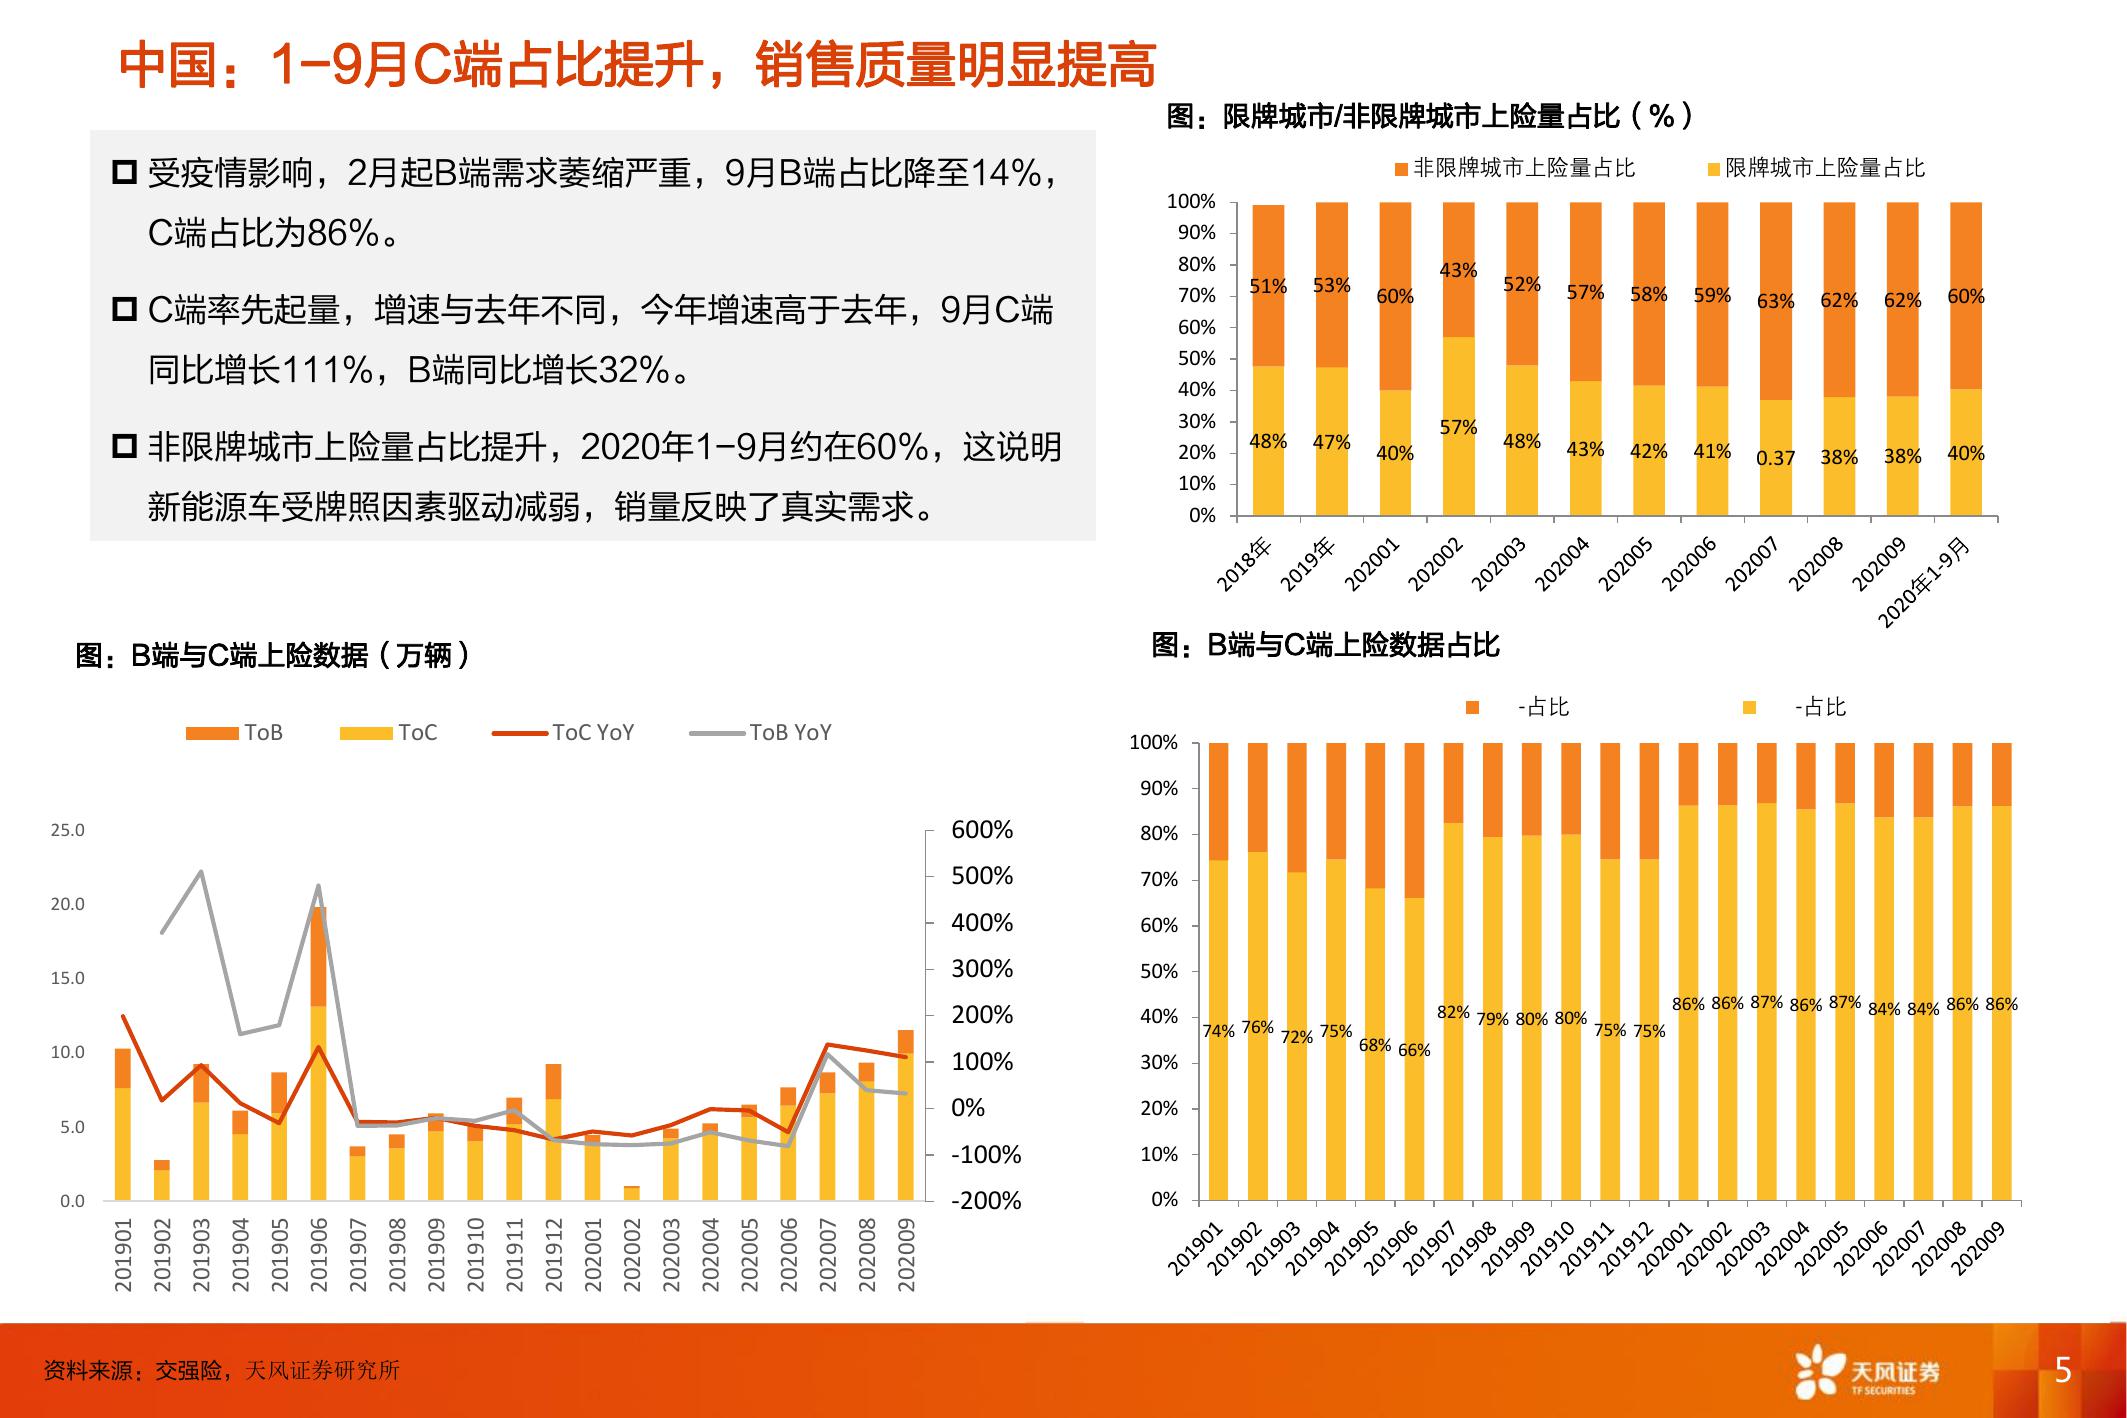 中国：1-9月C端占比提升，销售质量明显提高
受疫情影响，2月起B端需求萎缩严重，9月B端占比降至14%，
C端占比为86%。
C端率先起量，增速与去年不同，今年增速高于去年，9月C端
同比增长111%，B端同比增长32%。
非限牌城市上险量占比提升，2020年1-9月约在60%，这说明
新能源车受牌照因素驱动减弱，销量反映了真实需求。
图：限牌城市/非限牌城市上险量占比（%）
非限牌城市上险量占比 限牌城市上险量占比
100%
90%
80%
70%
60%
50%
40%
30%
20%
10%
0%
51% 53% 60% 43% 52% 57% 58% 59% 63% 62% 62% 60%
48% 47% 40% 57% 48% 43% 42% 41% 0.37 38% 38% 40%
2018年 2019年 202001 202002 202003 202004 202005 202006 202007 202008 202009 2020年1-9月
图：B端与C端上险数据（万辆）
ToB ToC ToC YoY ToB YoY
25.0
20.0
15.0
10.0
5.0
0.0
600%
500%
400%
300%
200%
100%
0%
-100%
-200%
201901 201902 201903 201904 201905 201906 201907 201908 201909 201910 201911 201912 202001 202002 202003 202004 202005 202006 202007 202008 202009
图：B端与C端上险数据占比
-占比 -占比
100%
90%
80%
70%
60%
50%
40%
30%
20%
10%
0%
74% 76% 72% 75% 68% 66% 82% 79% 80% 80% 75% 75% 86% 86% 87% 86% 87% 84% 84% 86% 86%
201901 201902 201903 201904 201905 201906 201907 201908 201909 201910 201911 201912 202001 202002 202003 202004 202005 202006 202007 202008 202009
资料来源：交强险，天风证券研究所
天风证券
TF SECURITIES
5